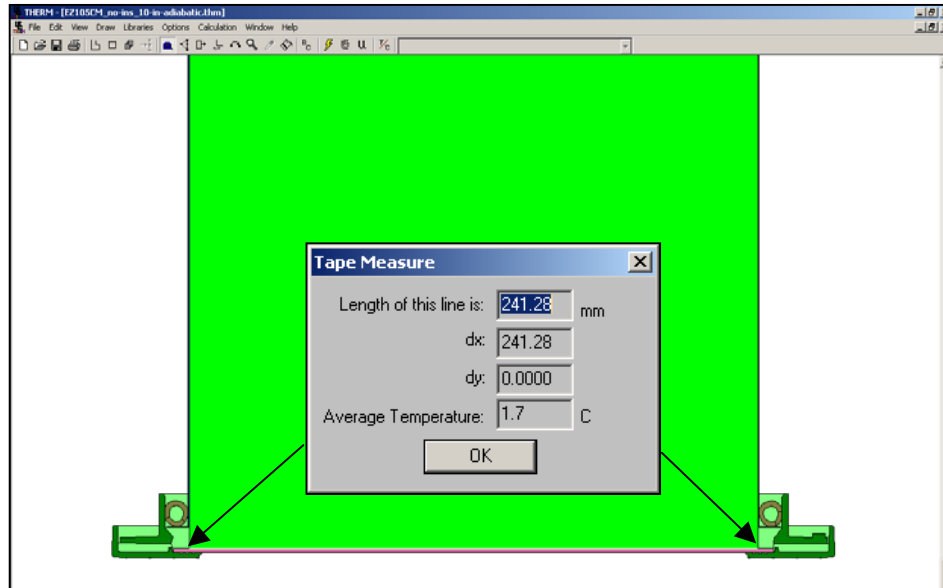 THERM - [EZ105CM_no-ins_10-in-adiabatic.thm]
File Edit View Draw Libraries Options Calculation Window Help
Tape Measure
Length of this line is: 241.28 mm
dx: 241.28
dy: 0.0000
Average Temperature: 1.7 C
OK